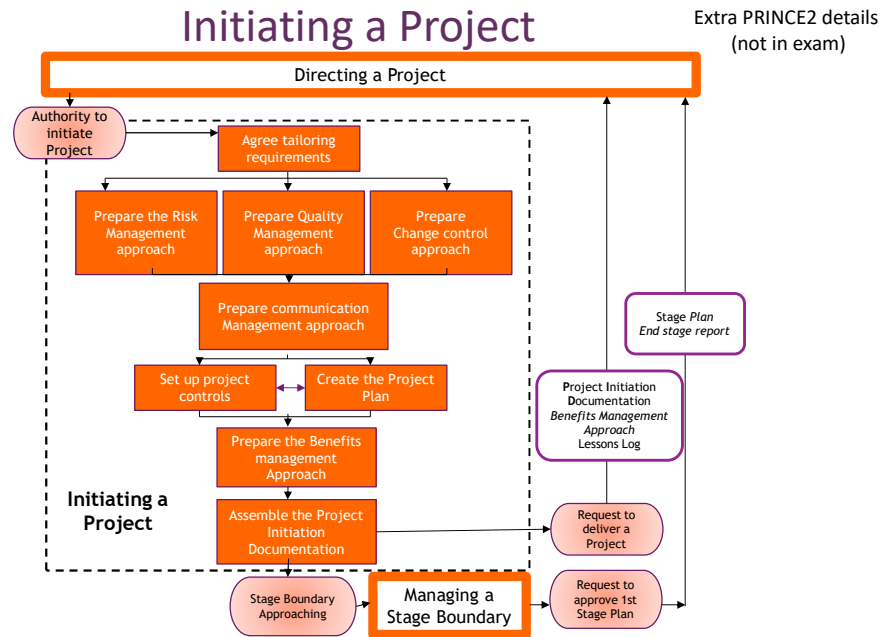 Initiating a Project
Extra PRINCE2 details
(not in exam)
Directing a Project
Authority to
initiate
Project
Agree tailoring
requirements
Prepare the Risk
Management
approach
Prepare Quality
Management
approach
Prepare
Change control
approach
Prepare communication
Management approach
Set up project
controls
Create the Project
Plan
Prepare the Benefits
management
Approach
Assemble the Project
Initiation
Documentation
Initiating a
Project
Stage Plan
End stage report
Project Initiation
Documentation
Benefits Management
Approach
Lessons Log
Request to
deliver a
Project
Stage Boundary
Approaching
Managing a
Stage Boundary
Request to
approve 1st
Stage Plan